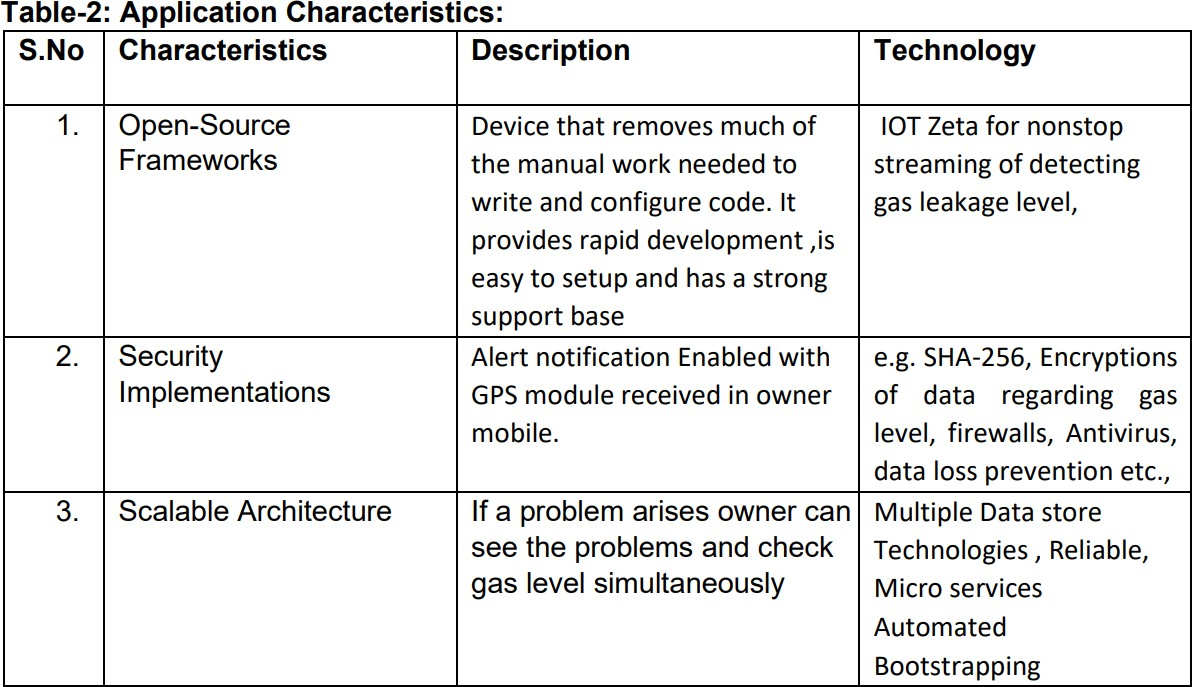 Table-2: Application Characteristics:
S.No Characteristics Description Technology
1. Open-Source
Frameworks
Device that removes much of
the manual work needed to
write and configure code. It
provides rapid development ,is
easy to setup and has a strong
support base
IOT Zeta for nonstop
streaming of detecting
gas leakage level,
2. Security
Implementations
Alert notification Enabled with
GPS module received in owner
mobile.
e.g. SHA-256, Encryptions
of data regarding gas
level, firewalls, Antivirus,
data loss prevention etc.,
3. Scalable Architecture
If a problem arises owner can
see the problems and check
gas level simultaneously
Multiple Data store
Technologies , Reliable,
Micro services
Automated
Bootstrapping